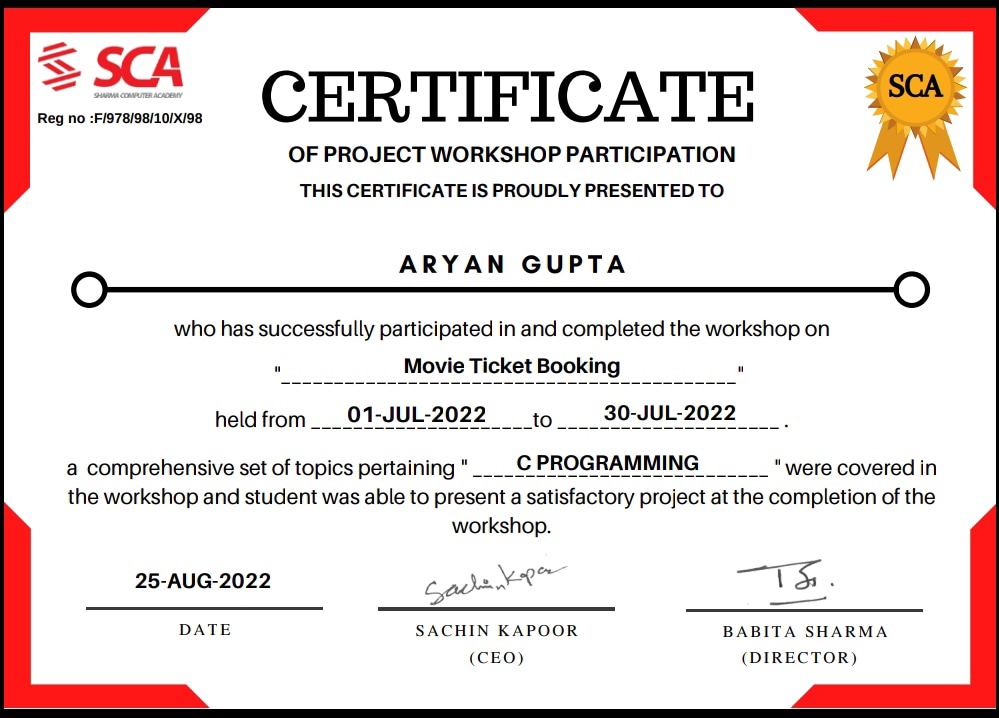 SCA
SHARMA COMPUTER ACADEMY
Reg no :F/978/98/10/X/98
SCA
CERTIFICATE
OF PROJECT WORKSHOP PARTICIPATION
THIS CERTIFICATE IS PROUDLY PRESENTED TO
ARYAN GUPTA
who has successfully participated in and completed the workshop on
"Movie Ticket Booking"
held from 01-JUL-2022 to 30-JUL-2022 .
a comprehensive set of topics pertaining " C PROGRAMMING " were covered in
the workshop and student was able to present a satisfactory project at the completion of the
workshop.
25-AUG-2022
Sachin Kapoor
DATE
SACHIN KAPOOR
BABITA SHARMA
(CEO)
(DIRECTOR)